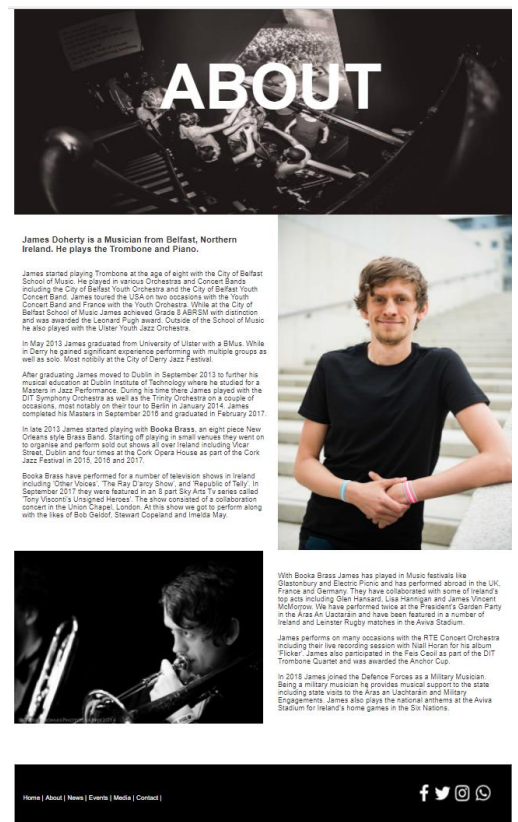 ABOUT
James Doherty is a Musician from Belfast, Northern
Ireland. He plays the Trombone and Piano.
James started playing Trombone at the age of eight with the City of Belfast
School of Music. He played in various Orchestras and Concert Bands
including the City of Belfast Youth Orchestra and the City of Belfast Youth
Concert Band. James toured the USA on two occasions with the Youth
Concert Band and France with the Youth Orchestra. While at the City of
Belfast School of Music James achieved Grade 8 ABRSM with distinction
and was awarded the Leonard Pugh award. Outside of the School of Music
he also played with the Ulster Youth Jazz Orchestra.
In May 2013 James graduated from University of Ulster with a BMus. While
in Derry he gained significant experience performing with multiple groups as
well as solo. Most notibily at the City of Derry Jazz Festival.
After graduating James moved to Dublin in September 2013 to further his
musical education at Dublin Institute of Technology where he studied for a
Masters in Jazz Performance. During his time there James played with the
DIT Symphony Orchestra as well as the Trinity Orchestra on a couple of
occasions, most notably on their tour to Berlin in January 2014. James
completed his Masters in September 2016 and graduated in February 2017.
In late 2013 James started playing with Booka Brass, an eight piece New
Orleans style Brass Band. Starting off playing in small venues they went on
to organise and perform sold out shows all over Ireland including Vicar
Street, Dublin and four times at the Cork Opera House as part of the Cork
Jazz Festival in 2015, 2016 and 2017.
Booka Brass have performed for a number of television shows in Ireland
including 'Other Voices', 'The Ray D'arcy Show', and 'Republic of Telly'. In
September 2017 they were featured in an 8 part Sky Arts Tv series called
'Tony Visconti's Unsigned Heroes'. The show consisted of a collaboration
concert in the Union Chapel, London. At this show we got to perform along
with the likes of Bob Geldof, Stewart Copeland and Imelda May.
With Booka Brass James has played in Music festivals like
Glastonbury and Electric Picnic and has performed abroad in the UK,
France and Germany. They have collaborated with some of Ireland's
top acts including Glen Hansard, Lisa Hannigan and James Vincent
McMorrow. We have performed twice at the President's Garden Party
in the Áras An Uactaráin and have been featured in a number of
Ireland and Leinster Rugby matches in the Aviva Stadium.
James performs on many occasions with the RTE Concert Orchestra
including their live recording session with Niall Horan for his album
'Flicker'. James also participated in the Feis Ceoil as part of the DIT
Trombone Quartet and was awarded the Anchor Cup.
In 2018 James joined the Defence Forces as a Military Musician.
Being a military musician he provides musical support to the state
including state visits to the Áras an Uachtaráin and Military
Engagements. James also plays the national anthems at the Aviva
Stadium for Ireland's home games in the Six Nations.
Home | About | News | Events | Media | Contact |